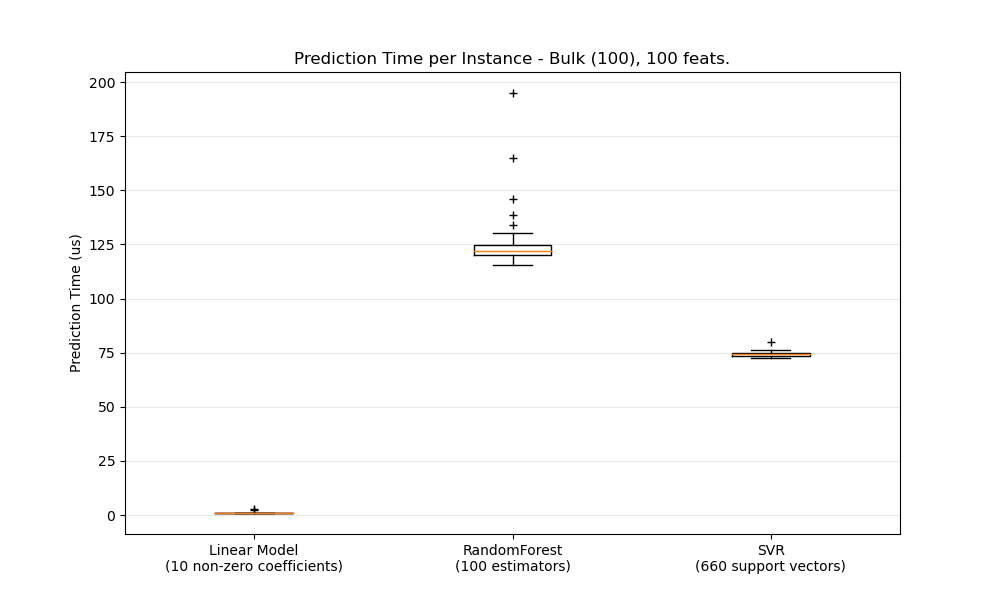 Prediction Time per Instance - Bulk (100), 100 feats.
Prediction Time (us)
200
175
150
125
100
75
50
25
0
Linear Model
(10 non-zero coefficients)
RandomForest
(100 estimators)
SVR
(660 support vectors)